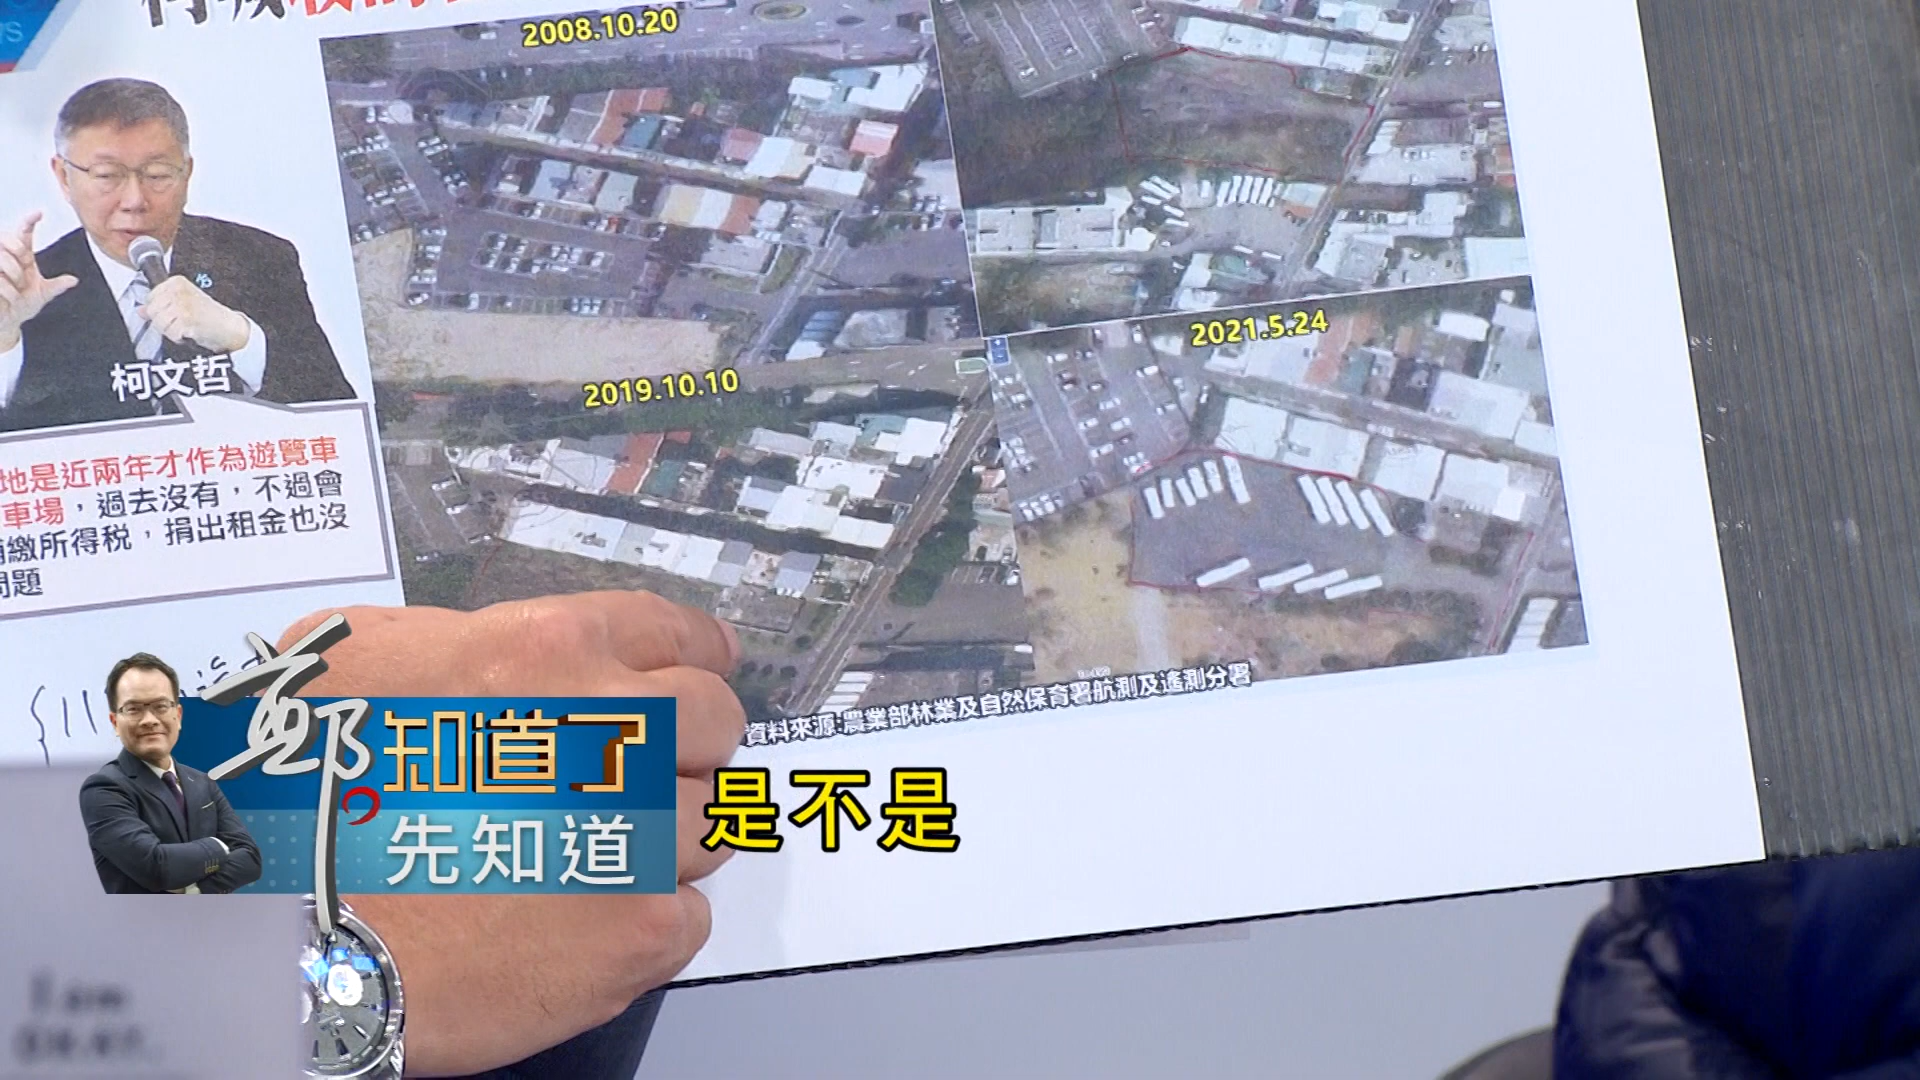 2008.10.20
柯文哲
2019.10.10
2021.5.24
地是近兩年才作為遊覽車
車場，過去沒有，不過會
繳所得稅，捐出租金也沒
問題
資料來源:農業部林業及自然保育署航測及遙測分署
鄭知道了
先知道
是不是
I am